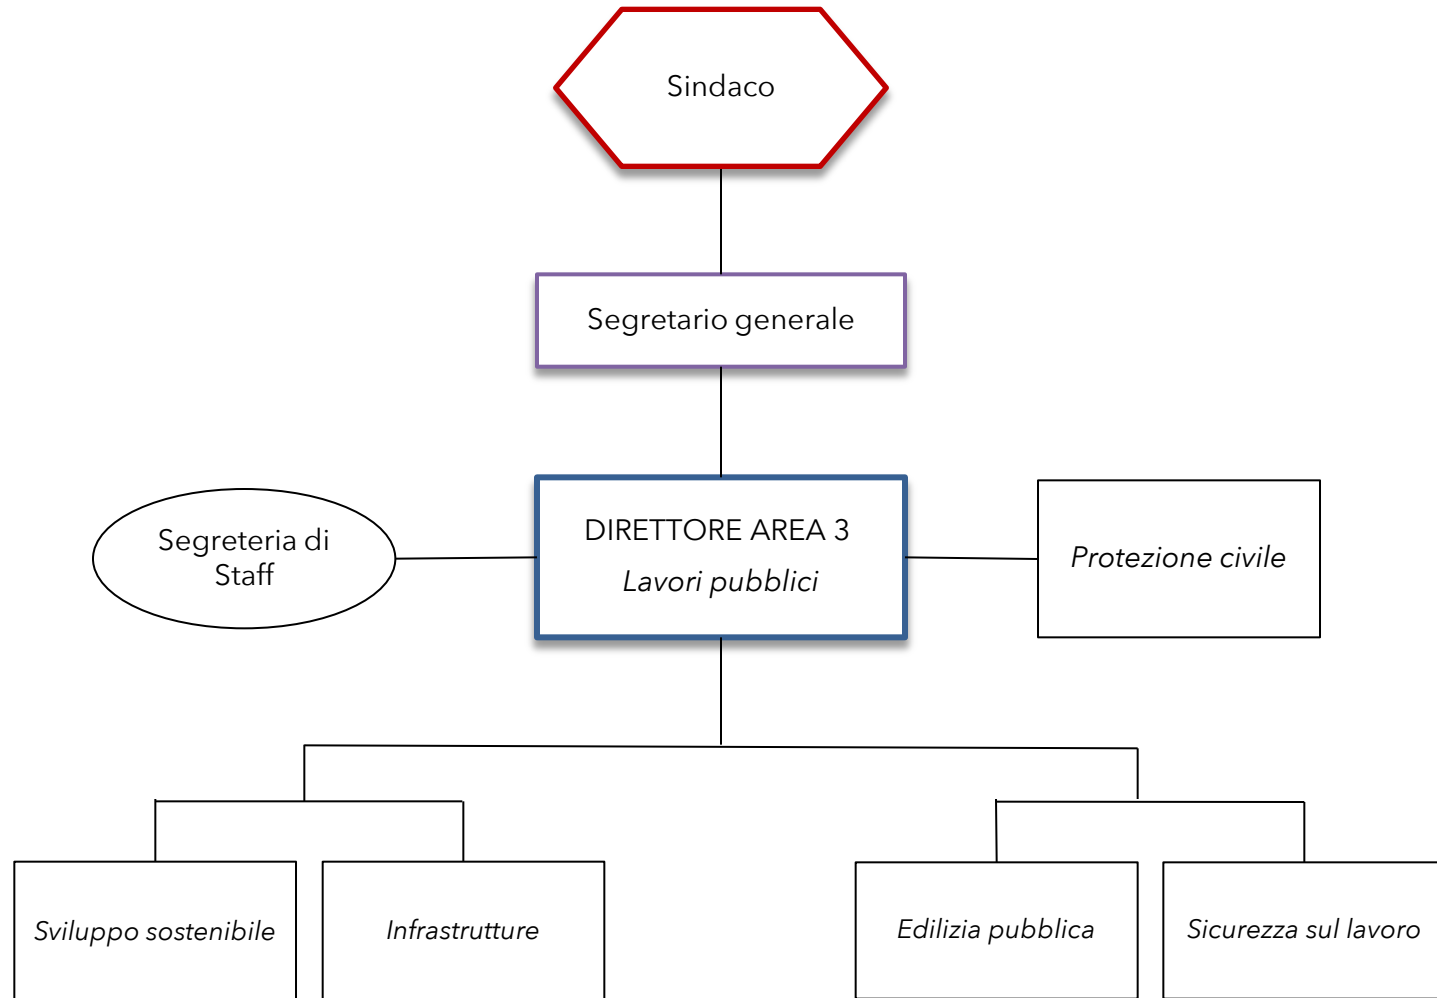 Sindaco
Segretario generale
Segreteria di
Staff
DIRETTORE AREA 3
Lavori pubblici
Protezione civile
Sviluppo sostenibile
Infrastrutture
Edilizia pubblica
Sicurezza sul lavoro